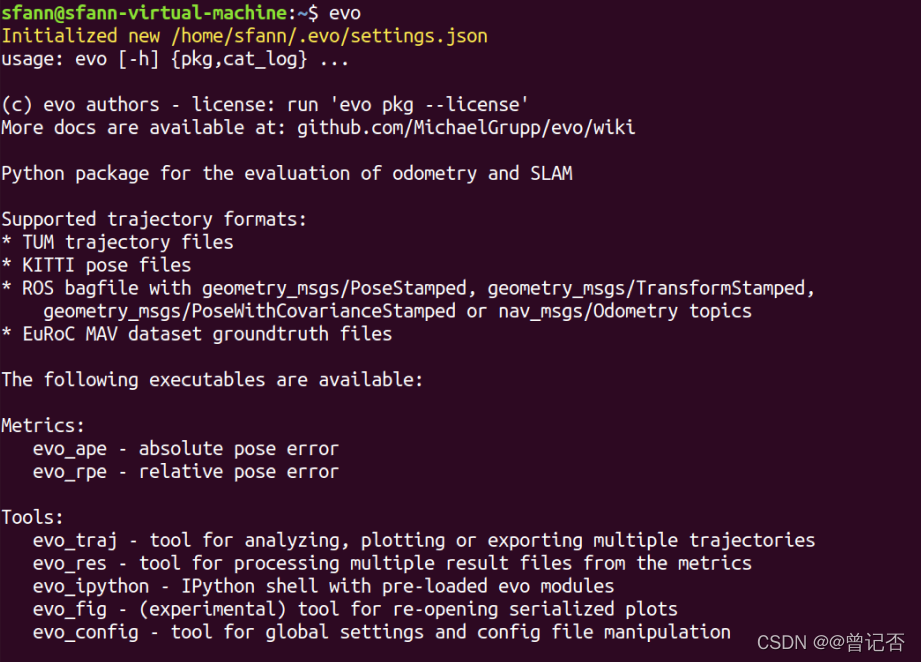 sfann@sfann-virtual-machine:~$ evo
Initialized new /home/sfann/.evo/settings.json
usage: evo [-h] {pkg,cat_log} ...
(c) evo authors - license: run 'evo pkg --license'
More docs are available at: github.com/MichaelGrupp/evo/wiki
Python package for the evaluation of odometry and SLAM
Supported trajectory formats:
* TUM trajectory files
* KITTI pose files
* ROS bagfile with geometry_msgs/PoseStamped, geometry_msgs/TransformStamped,
geometry_msgs/PoseWithCovarianceStamped or nav_msgs/Odometry topics
* EuRoC MAV dataset groundtruth files
The following executables are available:
Metrics:
evo_ape - absolute pose error
evo_rpe - relative pose error
Tools:
evo_traj - tool for analyzing, plotting or exporting multiple trajectories
evo_res - tool for processing multiple result files from the metrics
evo_ipython - IPython shell with pre-loaded evo modules
evo_fig - (experimental) tool for re-opening serialized plots
evo_config - tool for global settings and config file manipulation
CSDN @@曾记否